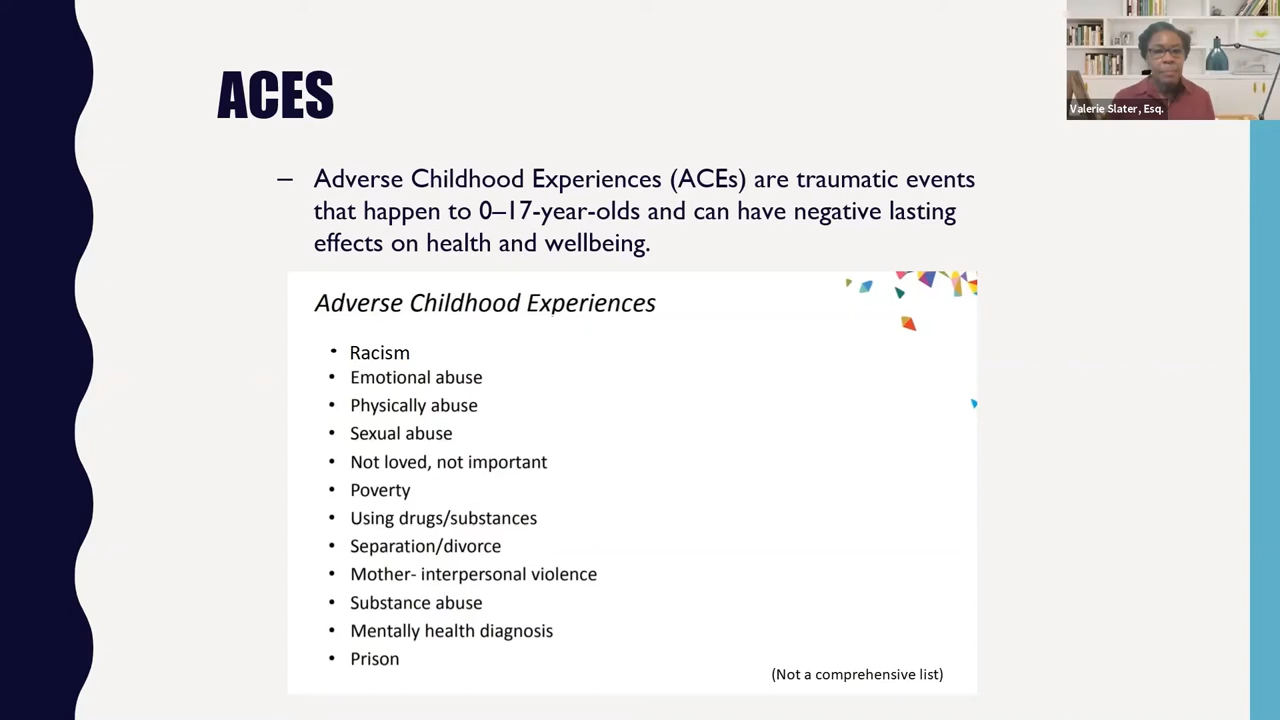 ACES
Valerie Slater, Esq.
– Adverse Childhood Experiences (ACEs) are traumatic events
that happen to 0–17-year-olds and can have negative lasting
effects on health and wellbeing.
Adverse Childhood Experiences
• Racism
• Emotional abuse
• Physically abuse
• Sexual abuse
• Not loved, not important
• Poverty
• Using drugs/substances
• Separation/divorce
• Mother- interpersonal violence
• Substance abuse
• Mentally health diagnosis
• Prison
(Not a comprehensive list)